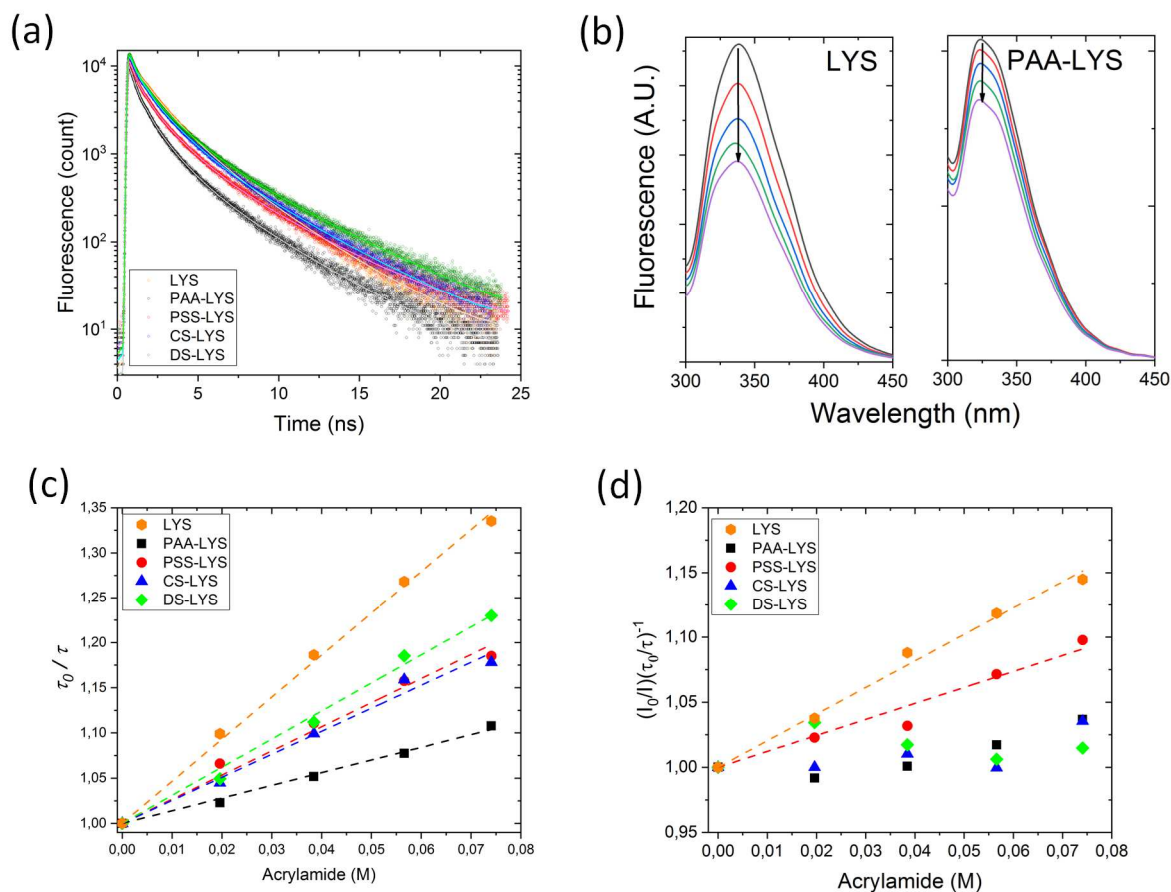 (a)
Fluorescence (count)
10⁴
10³
10²
10¹
LYS
PAA-LYS
PSS-LYS
CS-LYS
DS-LYS
0 5 10 15 20 25
Time (ns)
(b)
Fluorescence (A.U.)
LYS
PAA-LYS
300 350 400 450
300 350 400 450
Wavelength (nm)
(c)
τ₀ / τ
1,35
1,30
1,25
1,20
1,15
1,10
1,05
1,00
LYS
PAA-LYS
PSS-LYS
CS-LYS
DS-LYS
0,00 0,01 0,02 0,03 0,04 0,05 0,06 0,07 0,08
Acrylamide (M)
(d)
(I₀/I)(τ₀/τ)⁻¹
1,20
1,15
1,10
1,05
1,00
0,95
LYS
PAA-LYS
PSS-LYS
CS-LYS
DS-LYS
0,00 0,01 0,02 0,03 0,04 0,05 0,06 0,07 0,08
Acrylamide (M)